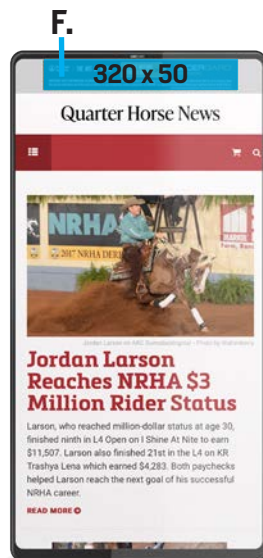 F.
320 x 50
Quarter Horse News
NRHA
2017 NRHA DER
Jordan Larson
Reaches NRHA $3
Million Rider Status
Larson, who reached million-dollar status at age 30,
finished ninth in L4 Open on I Shine At Nite to earn
$11,507. Larson also finished 21st in the L4 on KR
Trashya Lena which earned $4,283. Both paychecks
helped Larson reach the next goal of his successful
NRHA career.
READ MORE